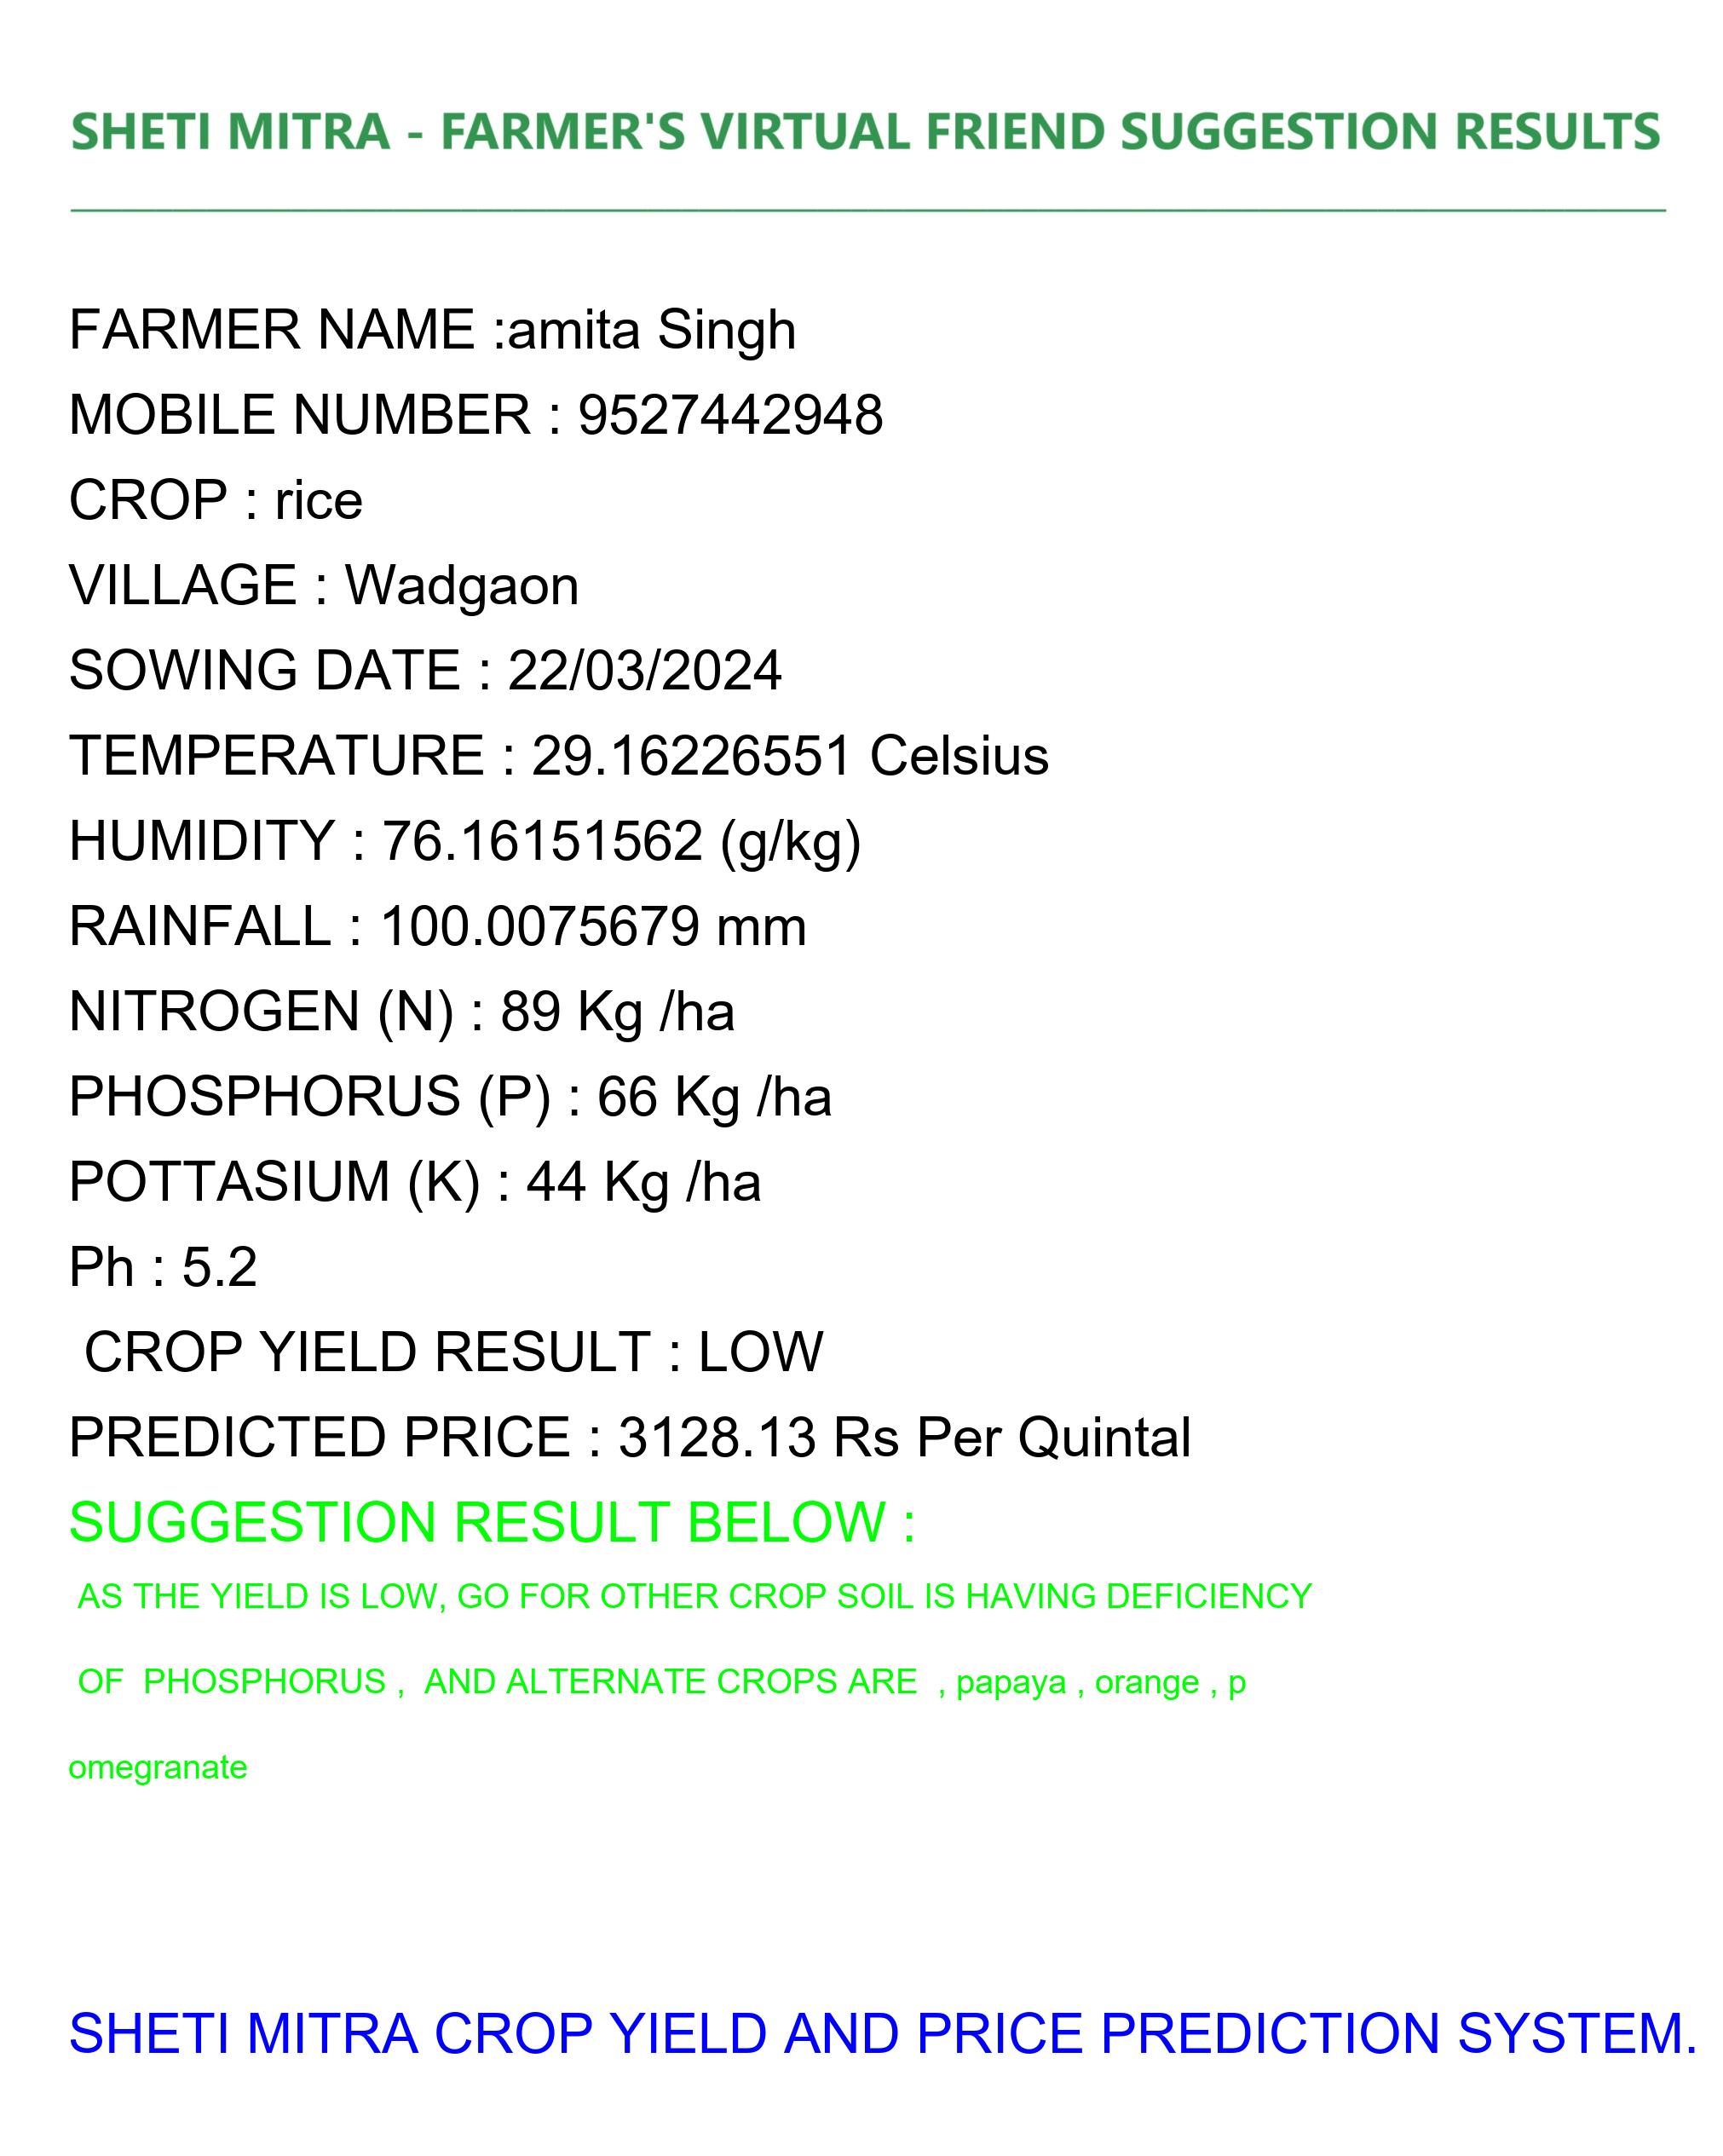 SHETI MITRA - FARMER'S VIRTUAL FRIEND SUGGESTION RESULTS
FARMER NAME :amita Singh
MOBILE NUMBER : 9527442948
CROP : rice
VILLAGE : Wadgaon
SOWING DATE : 22/03/2024
TEMPERATURE : 29.16226551 Celsius
HUMIDITY : 76.16151562 (g/kg)
RAINFALL : 100.0075679 mm
NITROGEN (N) : 89 Kg /ha
PHOSPHORUS (P) : 66 Kg /ha
POTTASIUM (K) : 44 Kg /ha
Ph : 5.2
CROP YIELD RESULT : LOW
PREDICTED PRICE : 3128.13 Rs Per Quintal
SUGGESTION RESULT BELOW :
AS THE YIELD IS LOW, GO FOR OTHER CROP SOIL IS HAVING DEFICIENCY
OF  PHOSPHORUS ,  AND ALTERNATE CROPS ARE  , papaya , orange , p
omegranate
SHETI MITRA CROP YIELD AND PRICE PREDICTION SYSTEM.